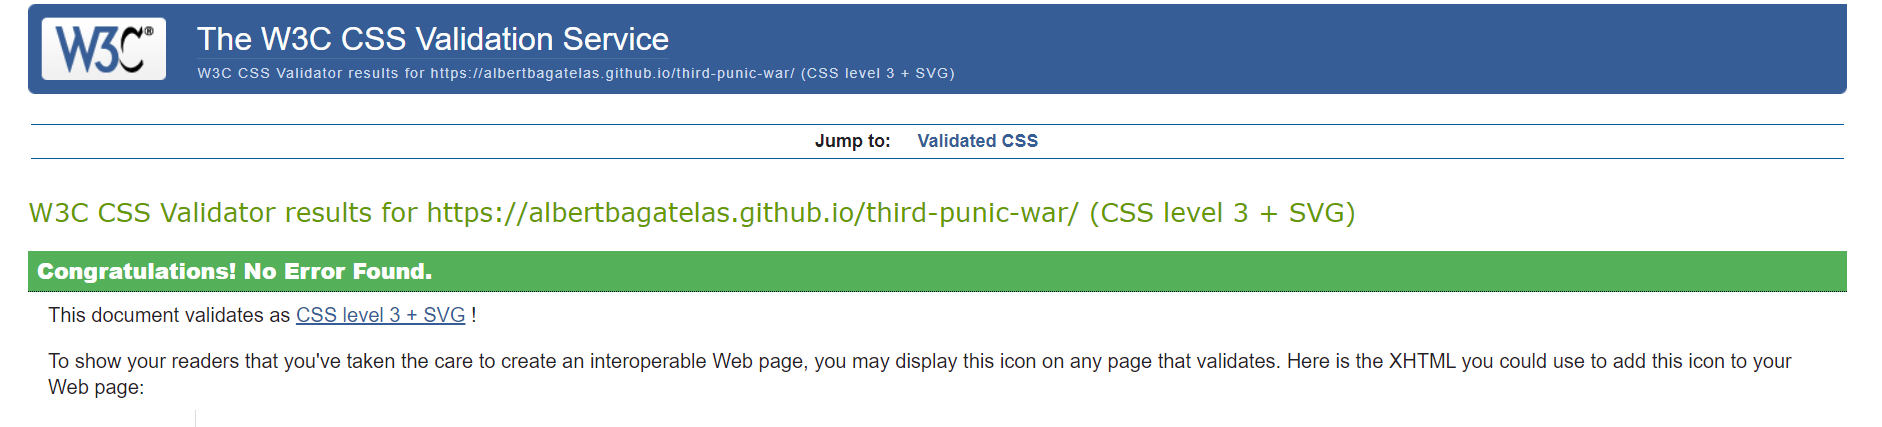 W3C®
The W3C CSS Validation Service
W3C CSS Validator results for https://albertbagatelas.github.io/third-punic-war/ (CSS level 3 + SVG)
Jump to: Validated CSS
W3C CSS Validator results for https://albertbagatelas.github.io/third-punic-war/ (CSS level 3 + SVG)
Congratulations! No Error Found.
This document validates as CSS level 3 + SVG !
To show your readers that you've taken the care to create an interoperable Web page, you may display this icon on any page that validates. Here is the XHTML you could use to add this icon to your
Web page: